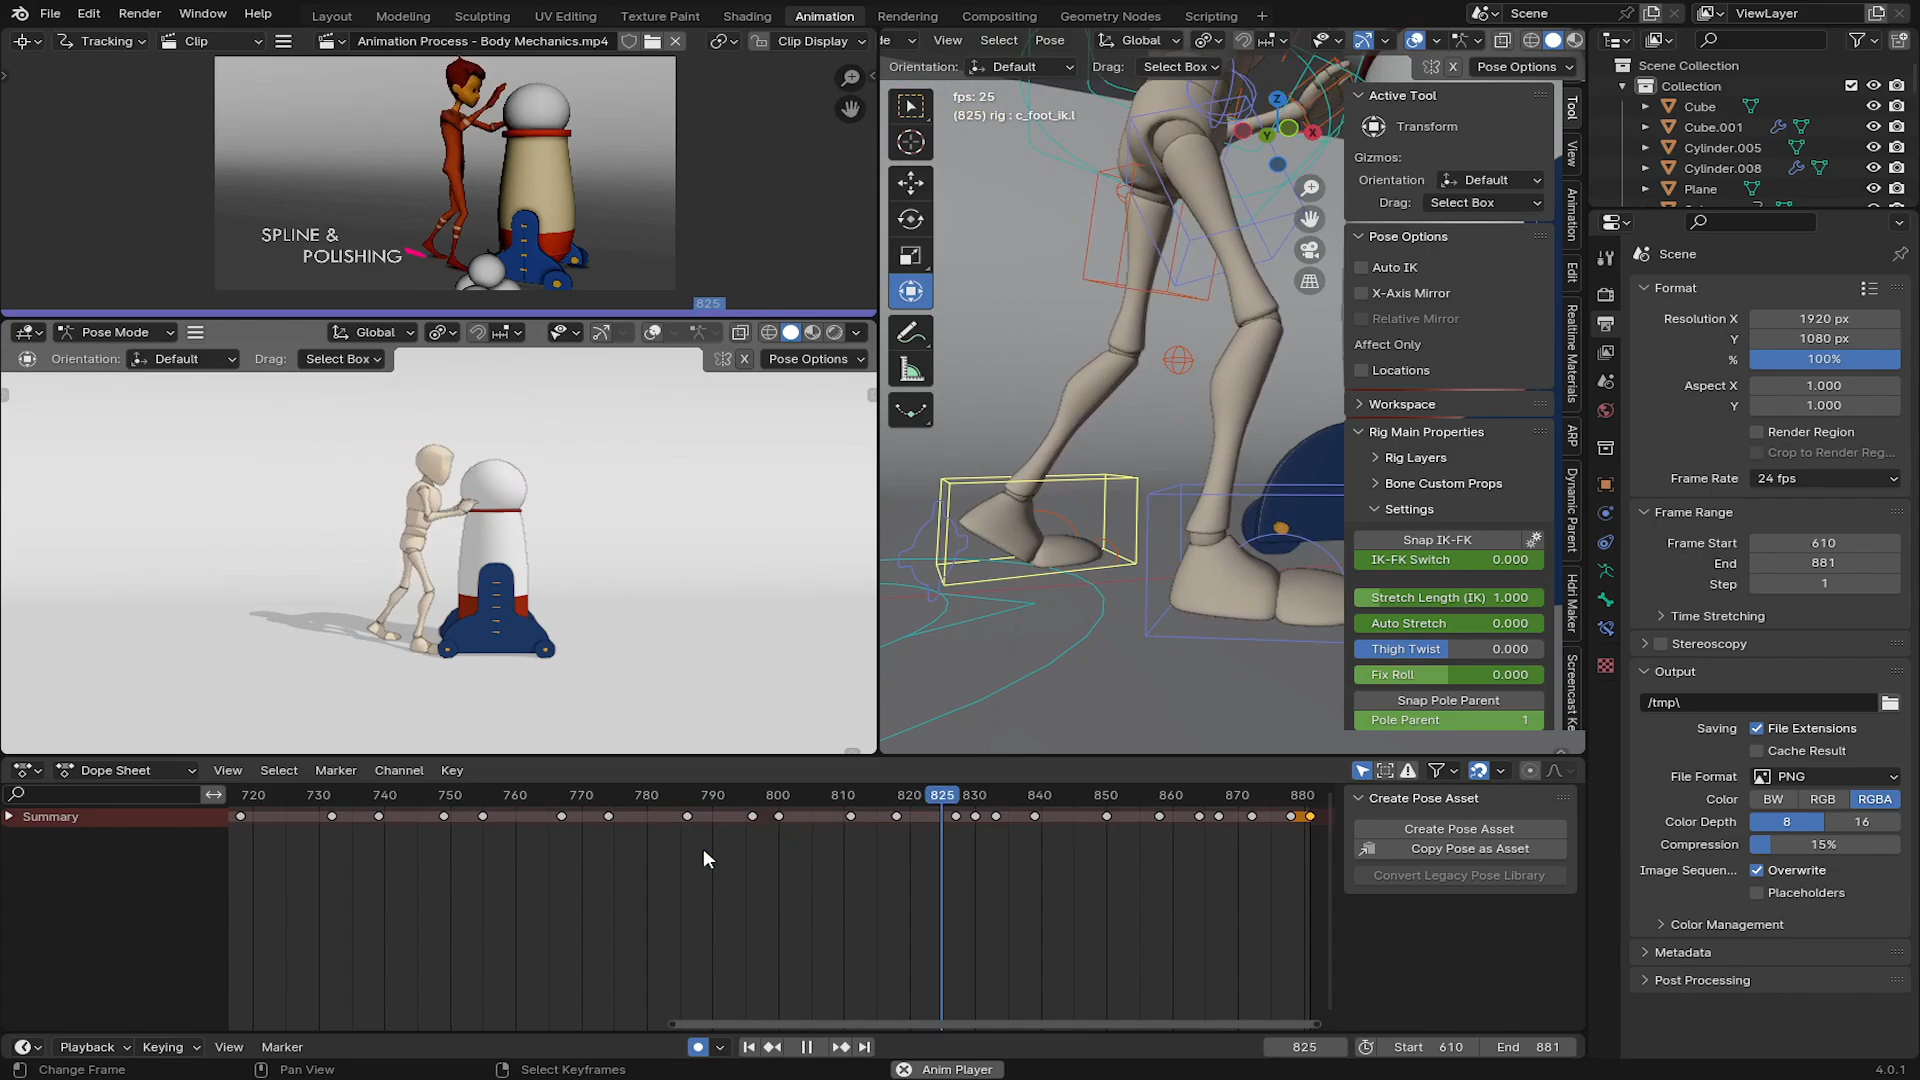 File Edit Render Window Help Layout Modeling Sculpting UV Editing Texture Paint Shading Animation Rendering Compositing Geometry Nodes Scripting + Scene ViewLayer
Tracking Clip Animation Process - Body Mechanics.mp4 Clip Display
View Select Pose Global
Orientation: Default Drag: Select Box Pose Options
fps: 25
(825) rig : c_foot_ik.l
SPLINE &
POLISHING
825
Pose Mode Global
Orientation: Default Drag: Select Box Pose Options
Z
Y
X
Active Tool
Transform
Gizmos:
Orientation Default
Drag: Select Box
Pose Options
Auto IK
X-Axis Mirror
Relative Mirror
Affect Only
Locations
Workspace
Rig Main Properties
Rig Layers
Bone Custom Props
Settings
Snap IK-FK
IK-FK Switch 0.000
Stretch Length (IK) 1.000
Auto Stretch 0.000
Thigh Twist 0.000
Fix Roll 0.000
Snap Pole Parent
Pole Parent 1
Tool
View
Animation
Edit
Realtime Materials
ARP
Dynamic Parent
Hdri Maker
Screencast Ke
Scene Collection
Collection
Cube
Cube.001
Cylinder.005
Cylinder.008
Plane
Scene
Format
Resolution X 1920 px
Y 1080 px
% 100%
Aspect X 1.000
Y 1.000
Render Region
Crop to Render Reg...
Frame Rate 24 fps
Frame Range
Frame Start 610
End 881
Step 1
Time Stretching
Stereoscopy
Output
/tmp\
Saving File Extensions
Cache Result
File Format PNG
Color BW RGB RGBA
Color Depth 8 16
Compression 15%
Image Sequen... Overwrite
Placeholders
Color Management
Metadata
Post Processing
Dope Sheet View Select Marker Channel Key
720 730 740 750 760 770 780 790 800 810 820 825 830 840 850 860 870 880
Summary
Create Pose Asset
Create Pose Asset
Copy Pose as Asset
Convert Legacy Pose Library
Playback Keying View Marker 825 Start 610 End 881
Change Frame Pan View Select Keyframes Anim Player 4.0.1